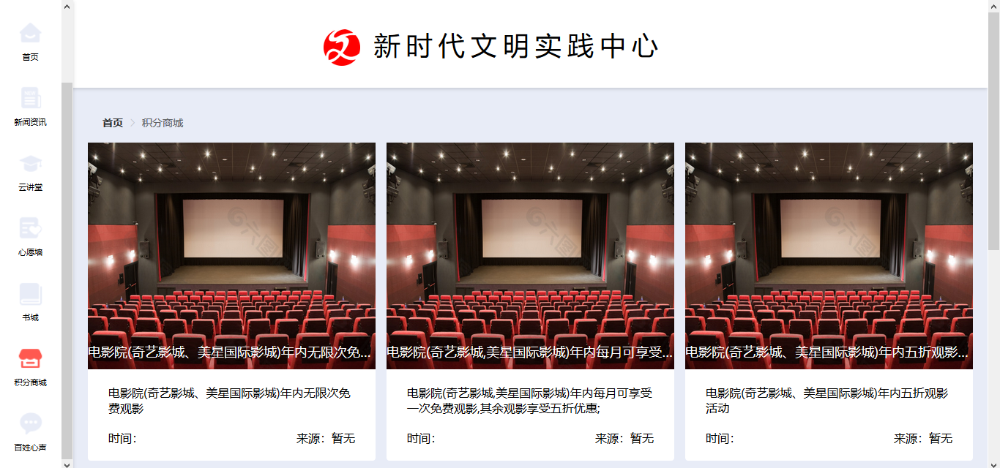 新时代文明实践中心
首页
新闻资讯
云讲堂
心愿墙
书城
积分商城
百姓心声
首页 > 积分商城
电影院(奇艺影城、美星国际影城)年内无限次免...
电影院(奇艺影城、美星国际影城)年内无限次免
费观影
时间:
来源：暂无
电影院(奇艺影城,美星国际影城)年内每月可享受...
电影院(奇艺影城,美星国际影城)年内每月可享受
一次免费观影,其余观影享受五折优惠;
时间:
来源：暂无
电影院(奇艺影城、美星国际影城)年内五折观影...
电影院(奇艺影城、美星国际影城)年内五折观影
活动
时间:
来源：暂无